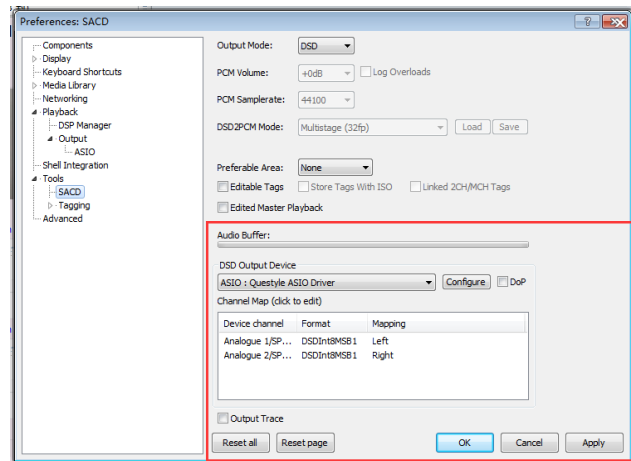 Preferences: SACD
Components
Display
Keyboard Shortcuts
Media Library
Networking
Playback
DSP Manager
Output
ASIO
Shell Integration
Tools
SACD
Tagging
Advanced
Output Mode: DSD
PCM Volume: +0dB Log Overloads
PCM Samplerate: 44100
DSD2PCM Mode: Multistage (32fp) Load Save
Preferable Area: None
Editable Tags Store Tags With ISO Linked 2CH/MCH Tags
Edited Master Playback
Audio Buffer:
DSD Output Device
ASIO : Questyle ASIO Driver Configure DoP
Channel Map (click to edit)
Device channel Format Mapping
Analogue 1/SP... DSDInt8MSB1 Left
Analogue 2/SP... DSDInt8MSB1 Right
Output Trace
Reset all Reset page OK Cancel Apply